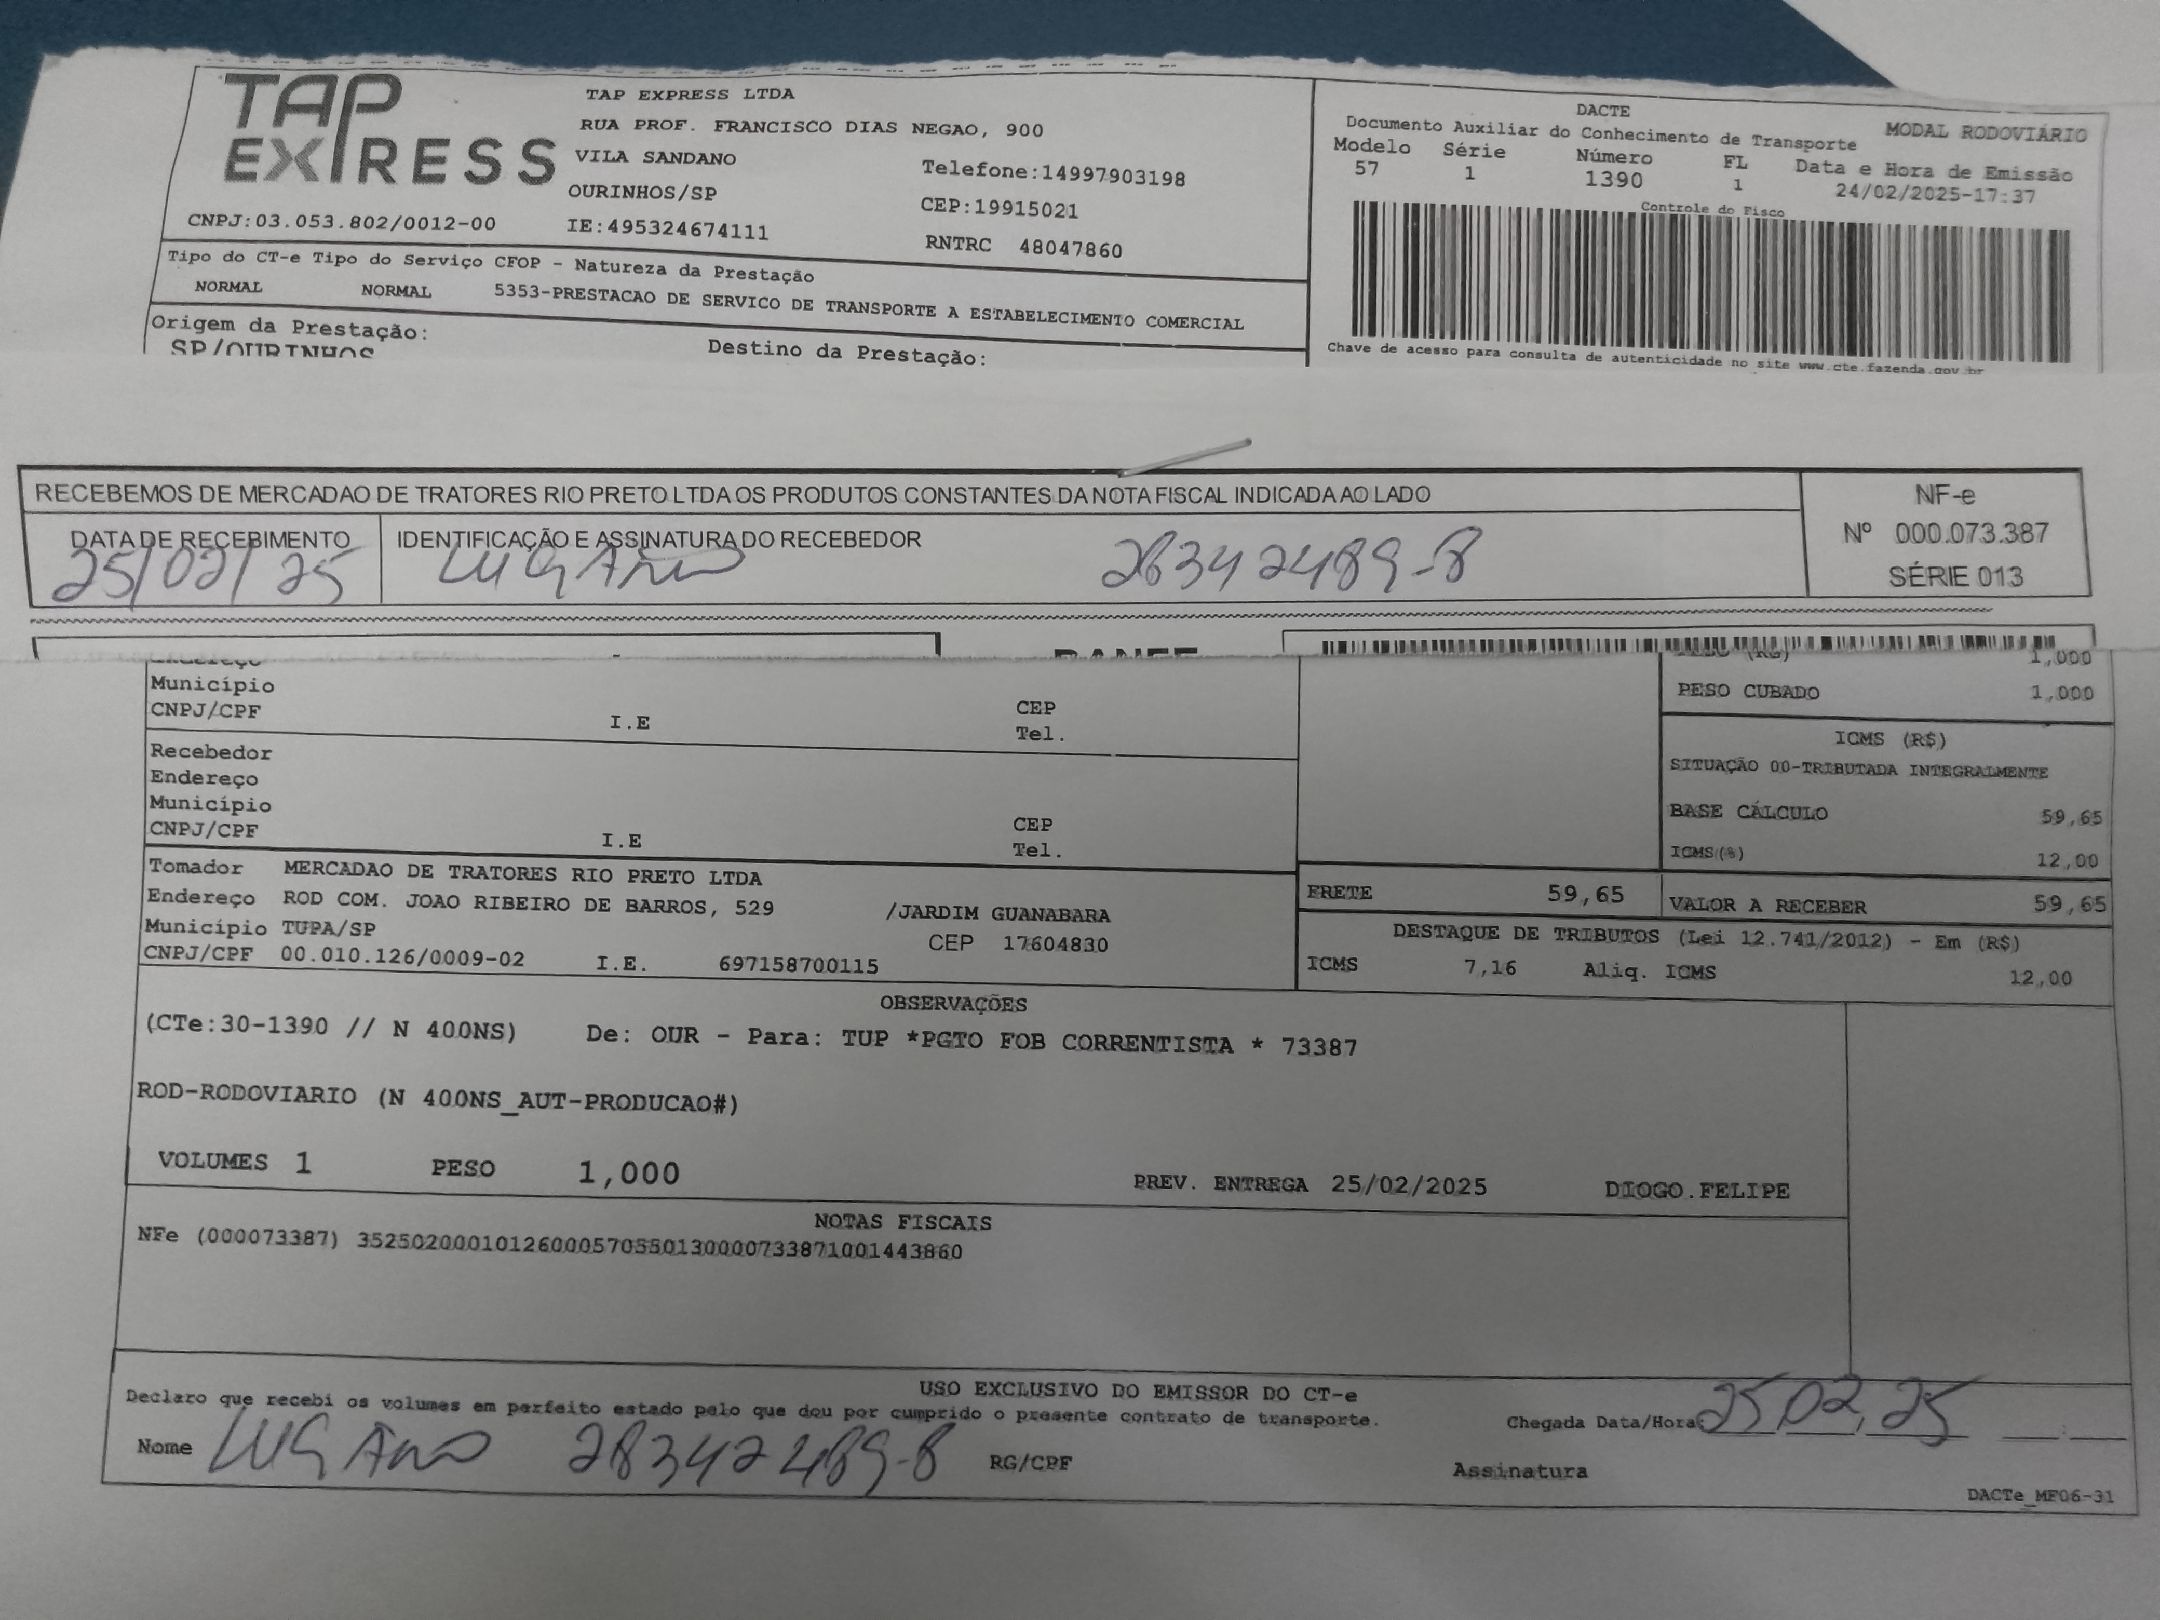 TAP EXPRESS
TAP EXPRESS LTDA
RUA PROF. FRANCISCO DIAS NEGAO, 900
VILA SANDANO
Telefone:14997903198
OURINHOS/SP
CEP:19915021
CNPJ:03.053.802/0012-00 IE:495324674111
RNTRC 48047860
DACTE
Documento Auxiliar do Conhecimento de Transporte
MODAL RODOVIÁRIO
Modelo Série Número FL Data e Hora de Emissão
57 1 1390 1 24/02/2025-17:37
Controle do Fisco
Chave de acesso para consulta de autenticidade no site www.cte.fazenda.gov.br
Tipo do CT-e Tipo do Serviço CFOP - Natureza da Prestação
NORMAL NORMAL 5353-PRESTACAO DE SERVICO DE TRANSPORTE A ESTABELECIMENTO COMERCIAL
Origem da Prestação: Destino da Prestação:
SP/OURINHOS
RECEBEMOS DE MERCADAO DE TRATORES RIO PRETO LTDA OS PRODUTOS CONSTANTES DA NOTA FISCAL INDICADA AO LADO
NF-e
Nº 000.073.387
SÉRIE 013
DATA DE RECEBIMENTO IDENTIFICAÇÃO E ASSINATURA DO RECEBEDOR
25/02/25 LUGANO 28342489-8
DANFE
Endereço
1,000
Município CEP
PESO CUBADO 1,000
CNPJ/CPF I.E Tel.
Recebedor
Endereço
Município CEP
CNPJ/CPF I.E Tel.
ICMS (R$)
SITUAÇÃO 00-TRIBUTADA INTEGRALMENTE
BASE CÁLCULO 59,65
ICMS(%) 12,00
Tomador MERCADAO DE TRATORES RIO PRETO LTDA
Endereço ROD COM. JOAO RIBEIRO DE BARROS, 529 /JARDIM GUANABARA
Município TUPA/SP CEP 17604830
CNPJ/CPF 00.010.126/0009-02 I.E. 697158700115
FRETE 59,65 VALOR A RECEBER 59,65
DESTAQUE DE TRIBUTOS (Lei 12.741/2012) - Em (R$)
ICMS 7,16 Aliq. ICMS 12,00
OBSERVAÇÕES
(CTe:30-1390 // N 400NS) De: OUR - Para: TUP *PGTO FOB CORRENTISTA * 73387
ROD-RODOVIARIO (N 400NS_AUT-PRODUCAO#)
VOLUMES 1 PESO 1,000 PREV. ENTREGA 25/02/2025 DIOGO.FELIPE
NOTAS FISCAIS
NFe (000073387) 35250200010126000570550130000733871001443860
USO EXCLUSIVO DO EMISSOR DO CT-e
Declaro que recebi os volumes em perfeito estado pelo que dou por cumprido o presente contrato de transporte.
Chegada Data/Hora: 25,02,25
Nome LUGANO 28342489-8 RG/CPF Assinatura
DACTe_MF06-31